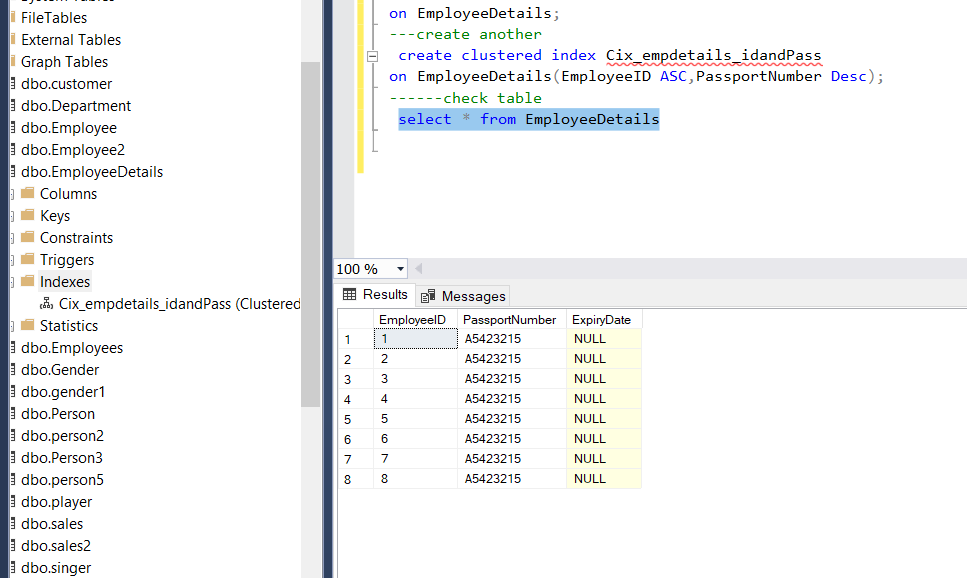 System Tables
FileTables
External Tables
Graph Tables
dbo.customer
dbo.Department
dbo.Employee
dbo.Employee2
dbo.EmployeeDetails
Columns
Keys
Constraints
Triggers
Indexes
Cix_empdetails_idandPass (Clustered
Statistics
dbo.Employees
dbo.Gender
dbo.gender1
dbo.Person
dbo.person2
dbo.Person3
dbo.person5
dbo.player
dbo.sales
dbo.sales2
dbo.singer
on EmployeeDetails;
---create another
create clustered index Cix_empdetails_idandPass
on EmployeeDetails(EmployeeID ASC,PassportNumber Desc);
------check table
select * from EmployeeDetails
100 %
Results Messages
EmployeeID PassportNumber ExpiryDate
1 1 A5423215 NULL
2 2 A5423215 NULL
3 3 A5423215 NULL
4 4 A5423215 NULL
5 5 A5423215 NULL
6 6 A5423215 NULL
7 7 A5423215 NULL
8 8 A5423215 NULL